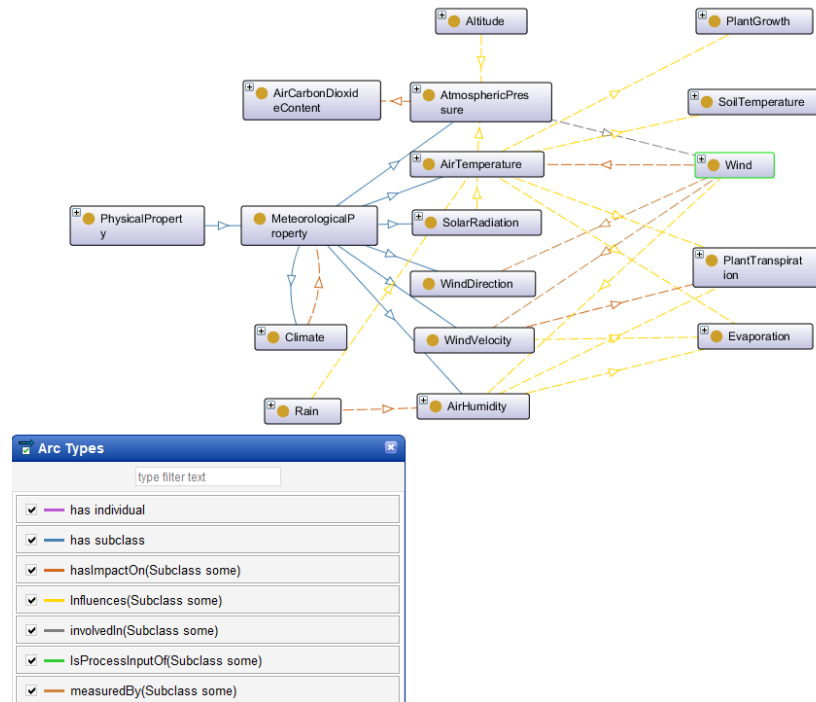 Altitude
PlantGrowth
AirCarbonDioxid
eContent
AtmosphericPres
sure
SoilTemperature
AirTemperature
Wind
PhysicalPropert
y
MeteorologicalP
roperty
SolarRadiation
PlantTranspirat
ion
WindDirection
Climate
WindVelocity
Evaporation
Rain
AirHumidity
Arc Types
type filter text
has individual
has subclass
hasImpactOn(Subclass some)
Influences(Subclass some)
involvedIn(Subclass some)
IsProcessInputOf(Subclass some)
measuredBy(Subclass some)